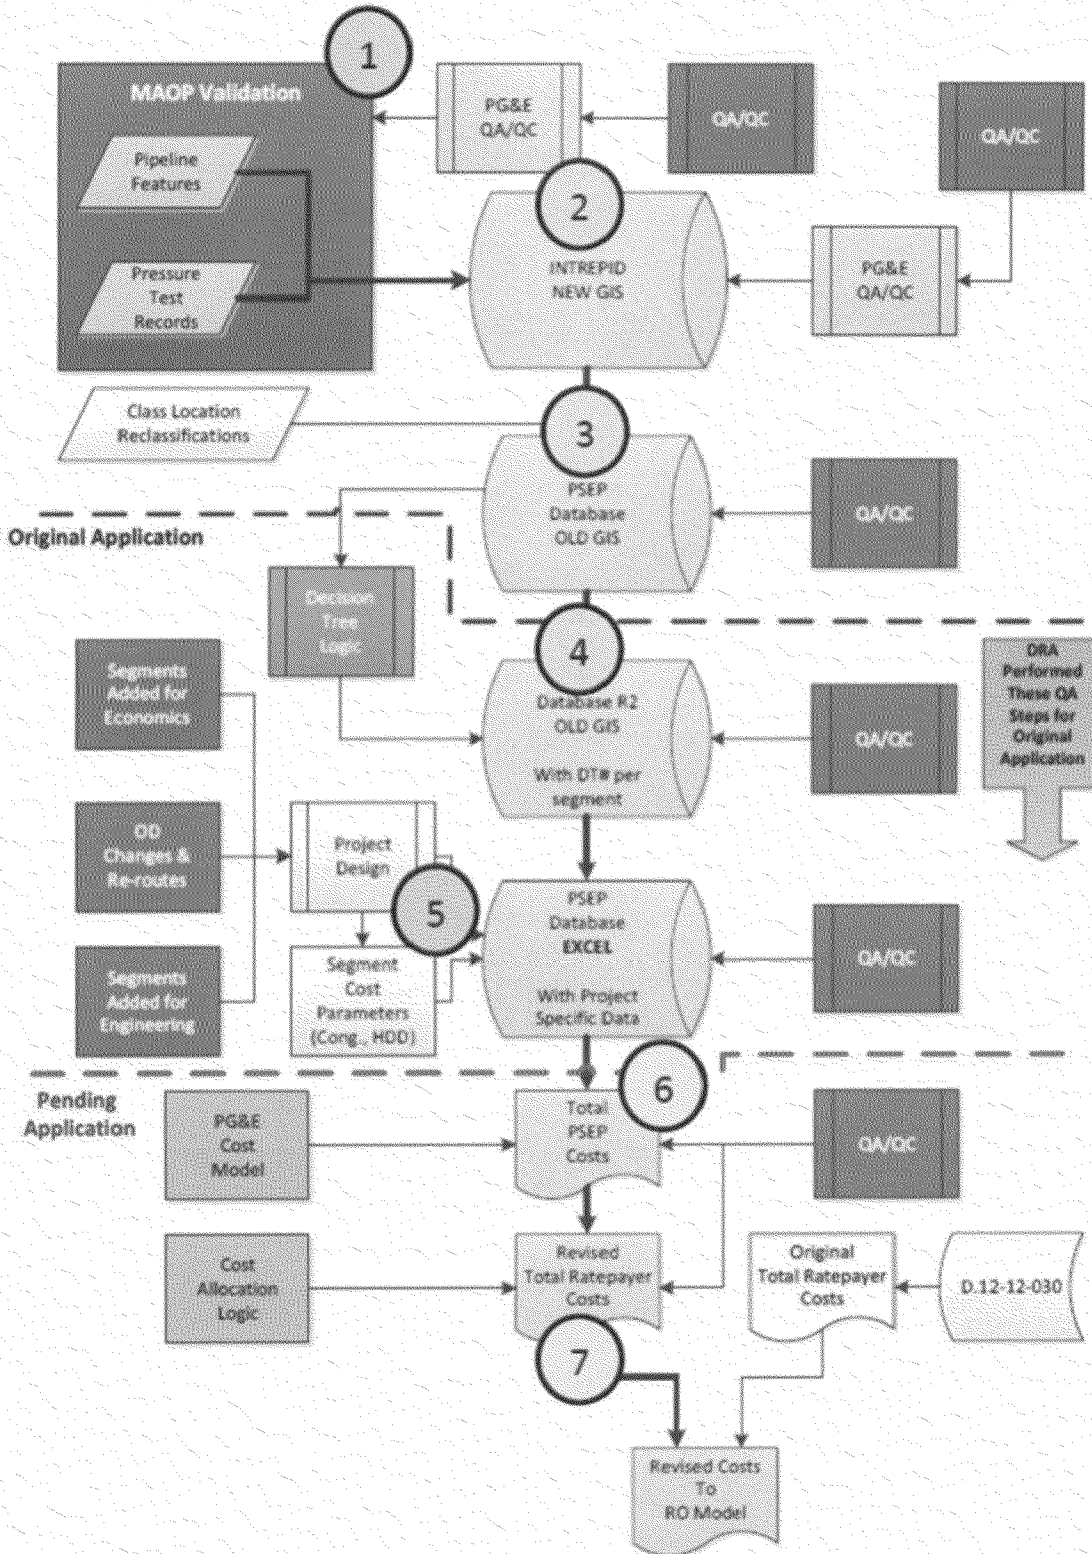 1
MAOP Validation
Pipeline
Features
Pressure
Test
Records
PG&E
QA/QC
QA/QC
QA/QC
2
INTREPID
NEW GIS
PG&E
QA/QC
Class Location
Reclassifications
3
PSEP
Database
OLD GIS
QA/QC
Original Application
Decision
Tree
Logic
4
Database R2
OLD GIS
With DT# per
segment
QA/QC
DRA
Performed
These QA
Steps for
Original
Application
Segments
Added for
Economics
OD
Changes &
Re-routes
Segments
Added for
Engineering
Project
Design
5
Segment
Cost
Parameters
(Cong., HDD)
PSEP
Database
EXCEL
With Project
Specific Data
QA/QC
6
Pending
Application
PG&E
Cost
Model
Total
PSEP
Costs
QA/QC
Cost
Allocation
Logic
Revised
Total Ratepayer
Costs
Original
Total Ratepayer
Costs
D.12-12-030
7
Revised Costs
To
RO Model